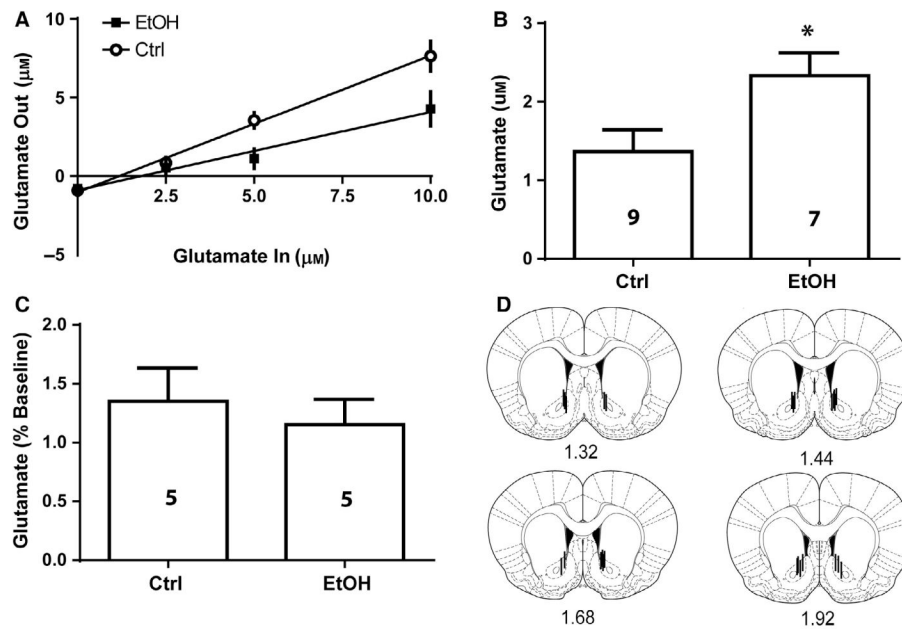 A
EtOH
Ctrl
Glutamate Out (µM)
10
5
0
–5
2.5
5.0
7.5
10.0
Glutamate In (µM)
B
*
Glutamate (uM)
3
2
1
0
9
7
Ctrl
EtOH
C
Glutamate (% Baseline)
2.0
1.5
1.0
0.5
0.0
5
5
Ctrl
EtOH
D
1.32
1.44
1.68
1.92